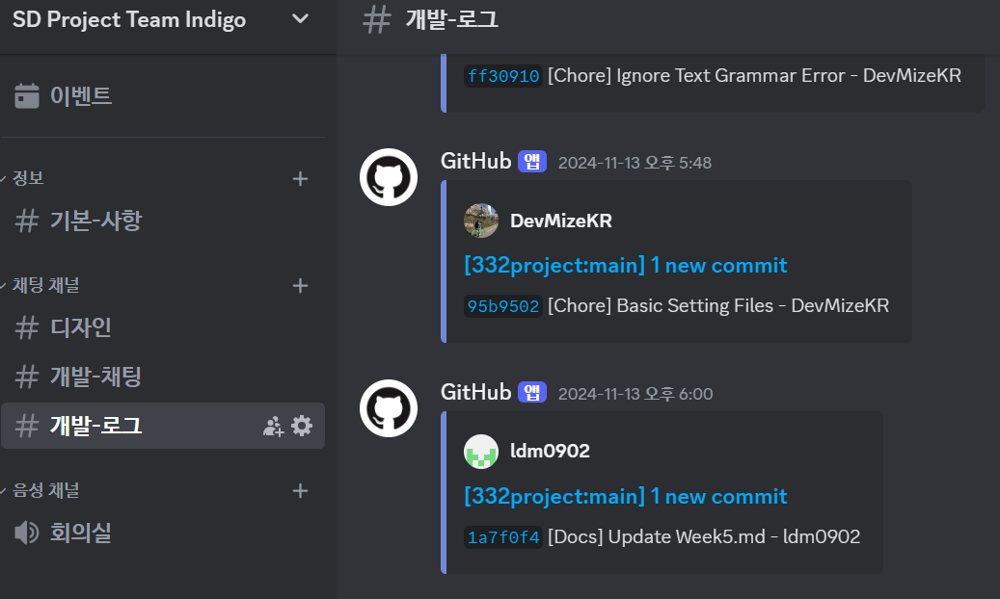 SD Project Team Indigo
이벤트
정보
기본-사항
채팅 채널
디자인
개발-채팅
개발-로그
음성 채널
회의실
개발-로그
ff30910 [Chore] Ignore Text Grammar Error - DevMizeKR
GitHub 앱 2024-11-13 오후 5:48
DevMizeKR
[332project:main] 1 new commit
95b9502 [Chore] Basic Setting Files - DevMizeKR
GitHub 앱 2024-11-13 오후 6:00
ldm0902
[332project:main] 1 new commit
1a7f0f4 [Docs] Update Week5.md - ldm0902